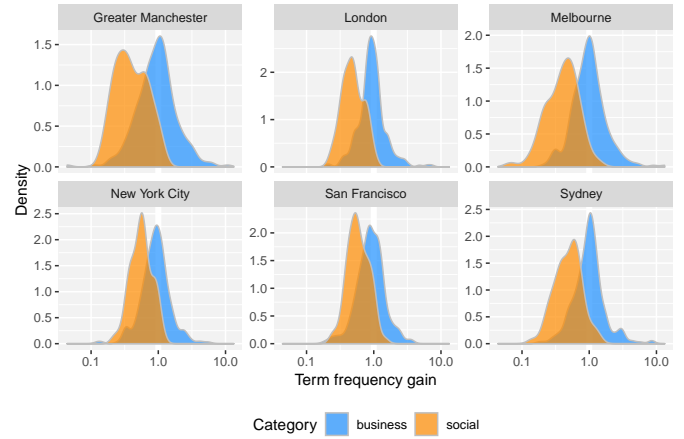 Greater Manchester
London
Melbourne
1.5
1.0
0.5
0.0
2
1
0
2.0
1.5
1.0
0.5
0.0
Density
New York City
San Francisco
Sydney
2.5
2.0
1.5
1.0
0.5
0.0
2.0
1.5
1.0
0.5
0.0
2.5
2.0
1.5
1.0
0.5
0.0
0.1 1.0 10.0
0.1 1.0 10.0
0.1 1.0 10.0
Term frequency gain
Category business social